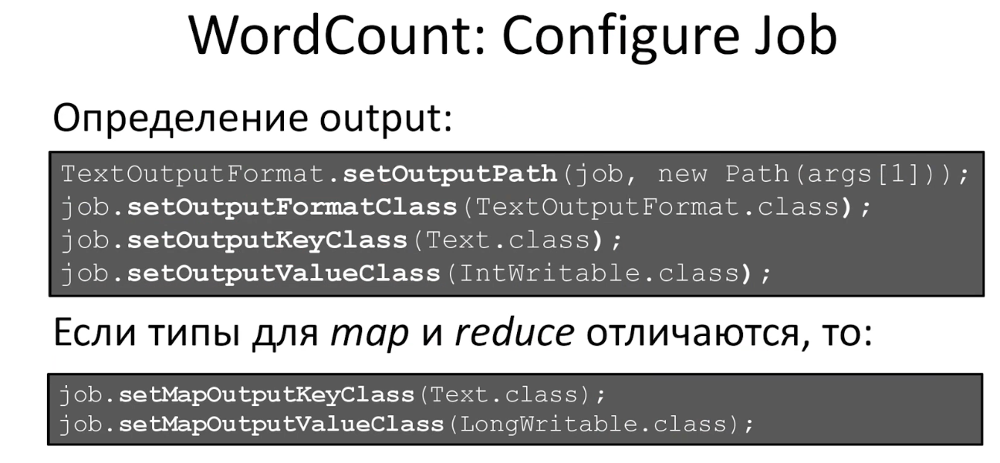 WordCount: Configure Job
Определение output:
TextOutputFormat.setOutputPath(job, new Path(args[1]));
job.setOutputFormatClass(TextOutputFormat.class);
job.setOutputKeyClass(Text.class);
job.setOutputValueClass(IntWritable.class);
Если типы для map и reduce отличаются, то:
job.setMapOutputKeyClass(Text.class);
job.setMapOutputValueClass(LongWritable.class);